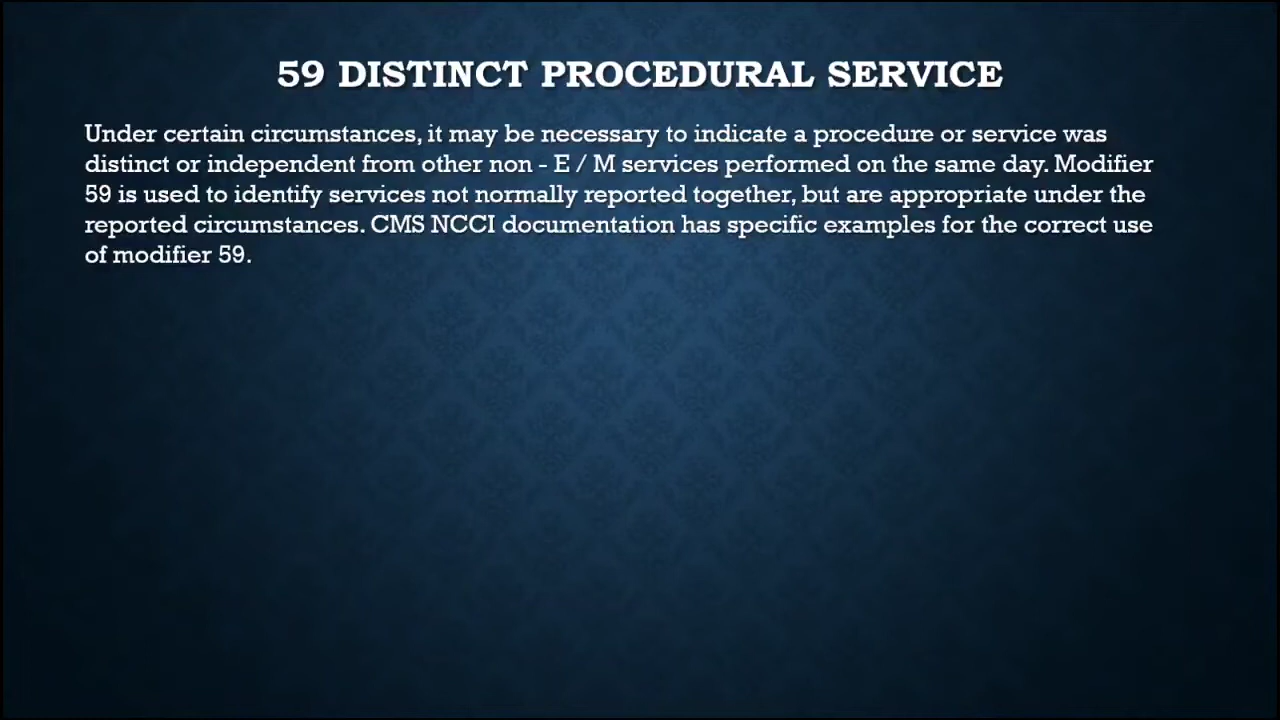 59 DISTINCT PROCEDURAL SERVICE
Under certain circumstances, it may be necessary to indicate a procedure or service was
distinct or independent from other non - E / M services performed on the same day. Modifier
59 is used to identify services not normally reported together, but are appropriate under the
reported circumstances. CMS NCCI documentation has specific examples for the correct use
of modifier 59.